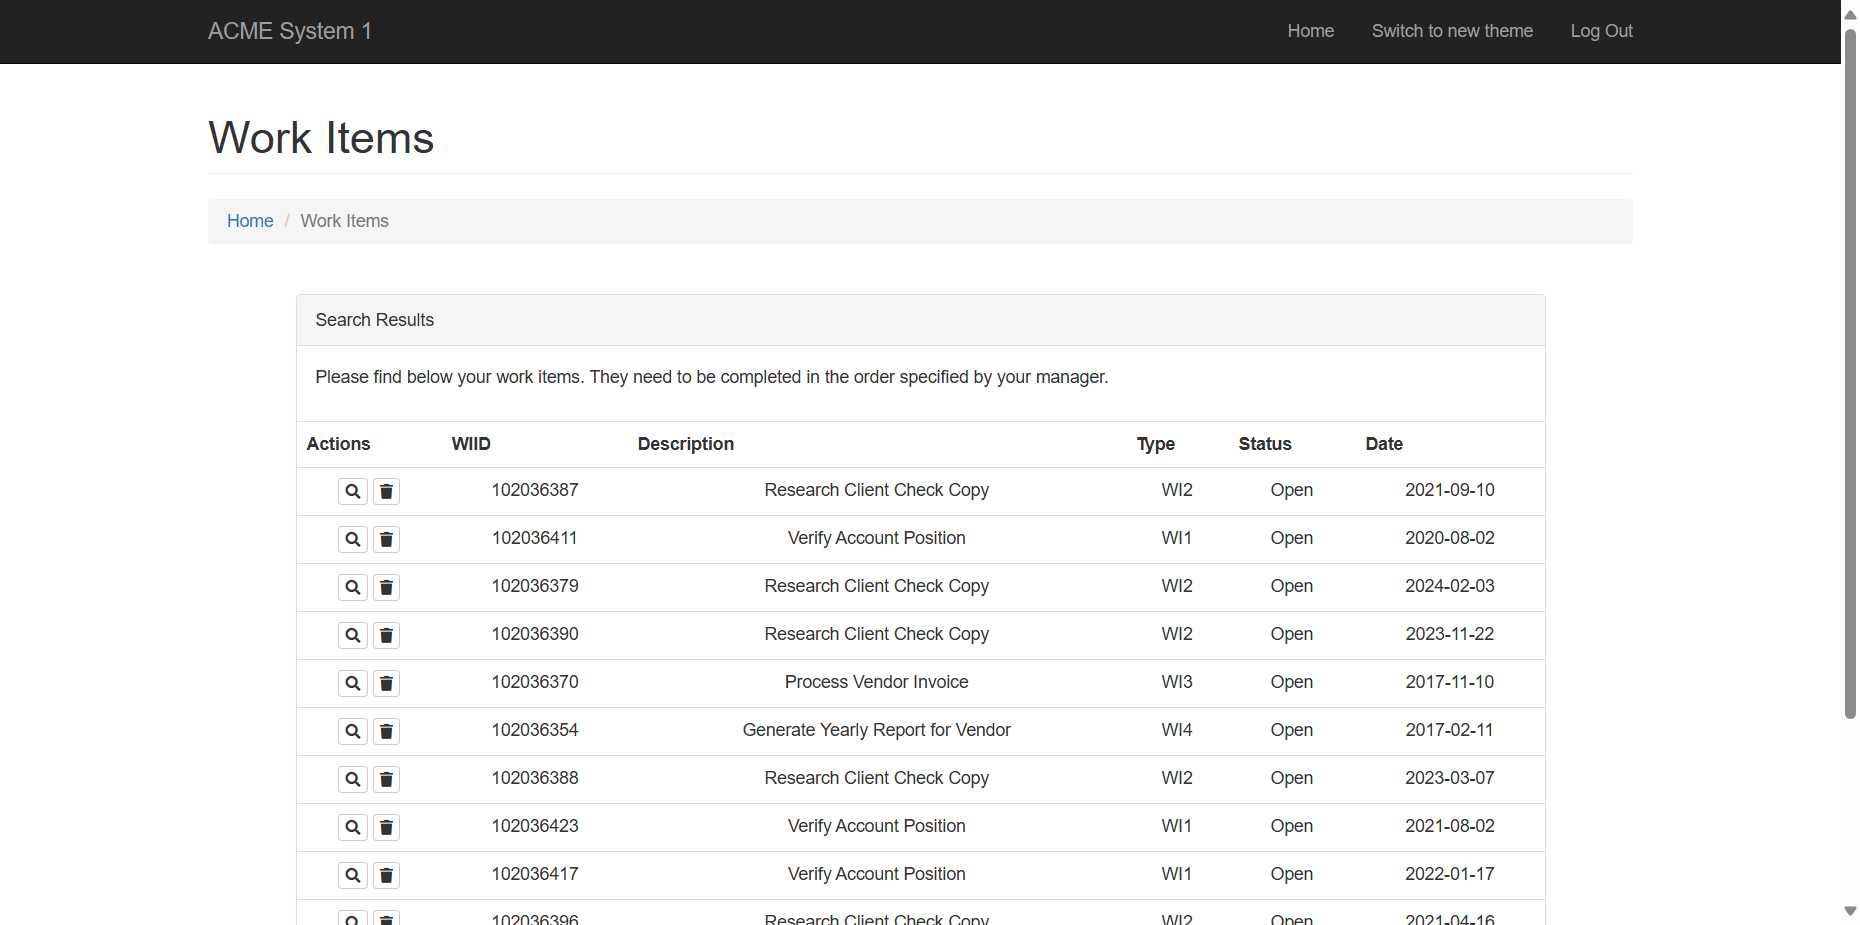 ACME System 1 Home Switch to new theme Log Out
Work Items
Home / Work Items
Search Results
Please find below your work items. They need to be completed in the order specified by your manager.
Actions WIID Description Type Status Date
102036387 Research Client Check Copy WI2 Open 2021-09-10
102036411 Verify Account Position WI1 Open 2020-08-02
102036379 Research Client Check Copy WI2 Open 2024-02-03
102036390 Research Client Check Copy WI2 Open 2023-11-22
102036370 Process Vendor Invoice WI3 Open 2017-11-10
102036354 Generate Yearly Report for Vendor WI4 Open 2017-02-11
102036388 Research Client Check Copy WI2 Open 2023-03-07
102036423 Verify Account Position WI1 Open 2021-08-02
102036417 Verify Account Position WI1 Open 2022-01-17
102036396 Research Client Check Copy WI2 Open 2021-04-16